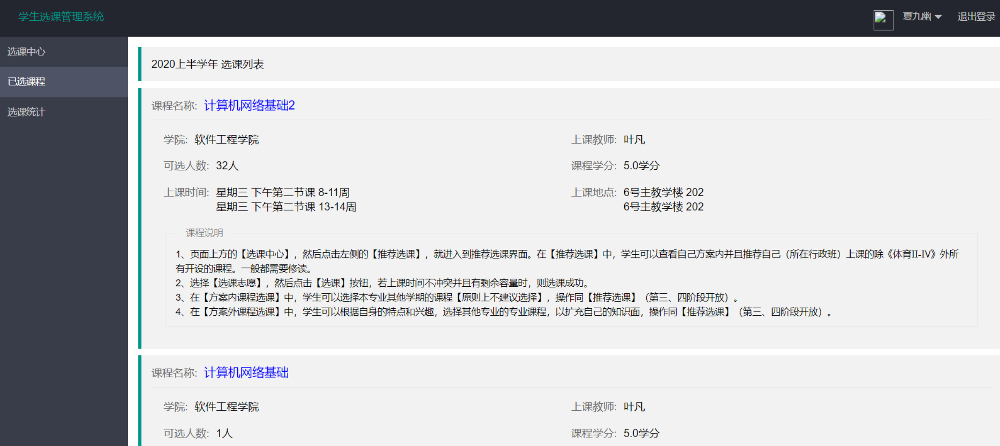 学生选课管理系统
夏九幽
退出登录
选课中心
已选课程
选课统计
2020上半学年 选课列表
课程名称: 计算机网络基础2
学院: 软件工程学院
上课教师: 叶凡
可选人数: 32人
课程学分: 5.0学分
上课时间: 星期三 下午第二节课 8-11周
星期三 下午第二节课 13-14周
上课地点: 6号主教学楼 202
6号主教学楼 202
课程说明
1、页面上方的【选课中心】，然后点击左侧的【推荐选课】，就进入到推荐选课界面。在【推荐选课】中，学生可以查看自己方案内并且推荐自己（所在行政班）上课的除《体育II-IV》外所
有开设的课程。一般都需要修读。
2、选择【选课志愿】，然后点击【选课】按钮，若上课时间不冲突并且有剩余容量时，则选课成功。
3、在【方案内课程选课】中，学生可以选择本专业其他学期的课程【原则上不建议选择】，操作同【推荐选课】（第三、四阶段开放）。
4、在【方案外课程选课】中，学生可以根据自身的特点和兴趣，选择其他专业的专业课程，以扩充自己的知识面，操作同【推荐选课】（第三、四阶段开放）。
课程名称: 计算机网络基础
学院: 软件工程学院
上课教师: 叶凡
可选人数: 1人
课程学分: 5.0学分